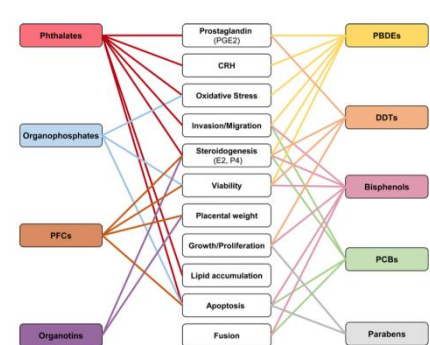 Phthalates
Prostaglandin
(PGE2)
PBDEs
CRH
Oxidative Stress
DDTs
Organophosphates
Invasion/Migration
Steroidogenesis
(E2, P4)
Viability
Bisphenols
Placental weight
PFCs
Growth/Proliferation
PCBs
Lipid accumulation
Apoptosis
Organotins
Fusion
Parabens